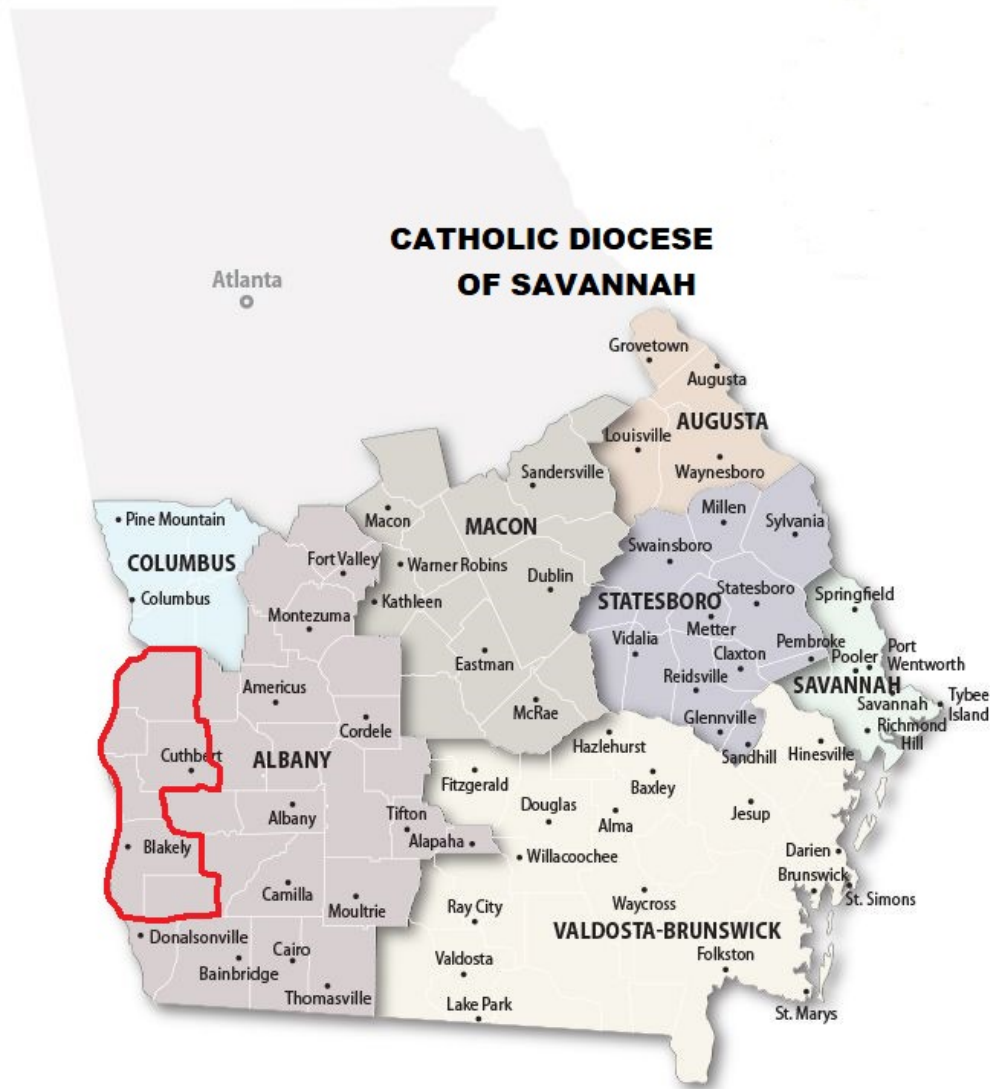 CATHOLIC DIOCESE
OF SAVANNAH
Atlanta
Grovetown
Augusta
AUGUSTA
Louisville
Waynesboro
Sandersville
Millen
Pine Mountain
Macon
MACON
Sylvania
COLUMBUS
Fort Valley
Warner Robins
Swainsboro
Dublin
Columbus
Kathleen
STATESBORO
Statesboro
Springfield
Montezuma
Metter
Vidalia
Claxton
Pembroke
Pooler
Port
Wentworth
Eastman
Reidsville
SAVANNAH
Savannah
Tybee
Island
Americus
McRae
Glennville
Richmond
Hill
Cordele
Hazlehurst
Sandhill
Hinesville
Cuthbert
ALBANY
Fitzgerald
Baxley
Albany
Tifton
Douglas
Alma
Jesup
Blakely
Alapaha
Willacoochee
Darien
Brunswick
Camilla
Moultrie
Ray City
Waycross
St. Simons
Donalsonville
VALDOSTA-BRUNSWICK
Cairo
Bainbridge
Valdosta
Folkston
Thomasville
Lake Park
St. Marys